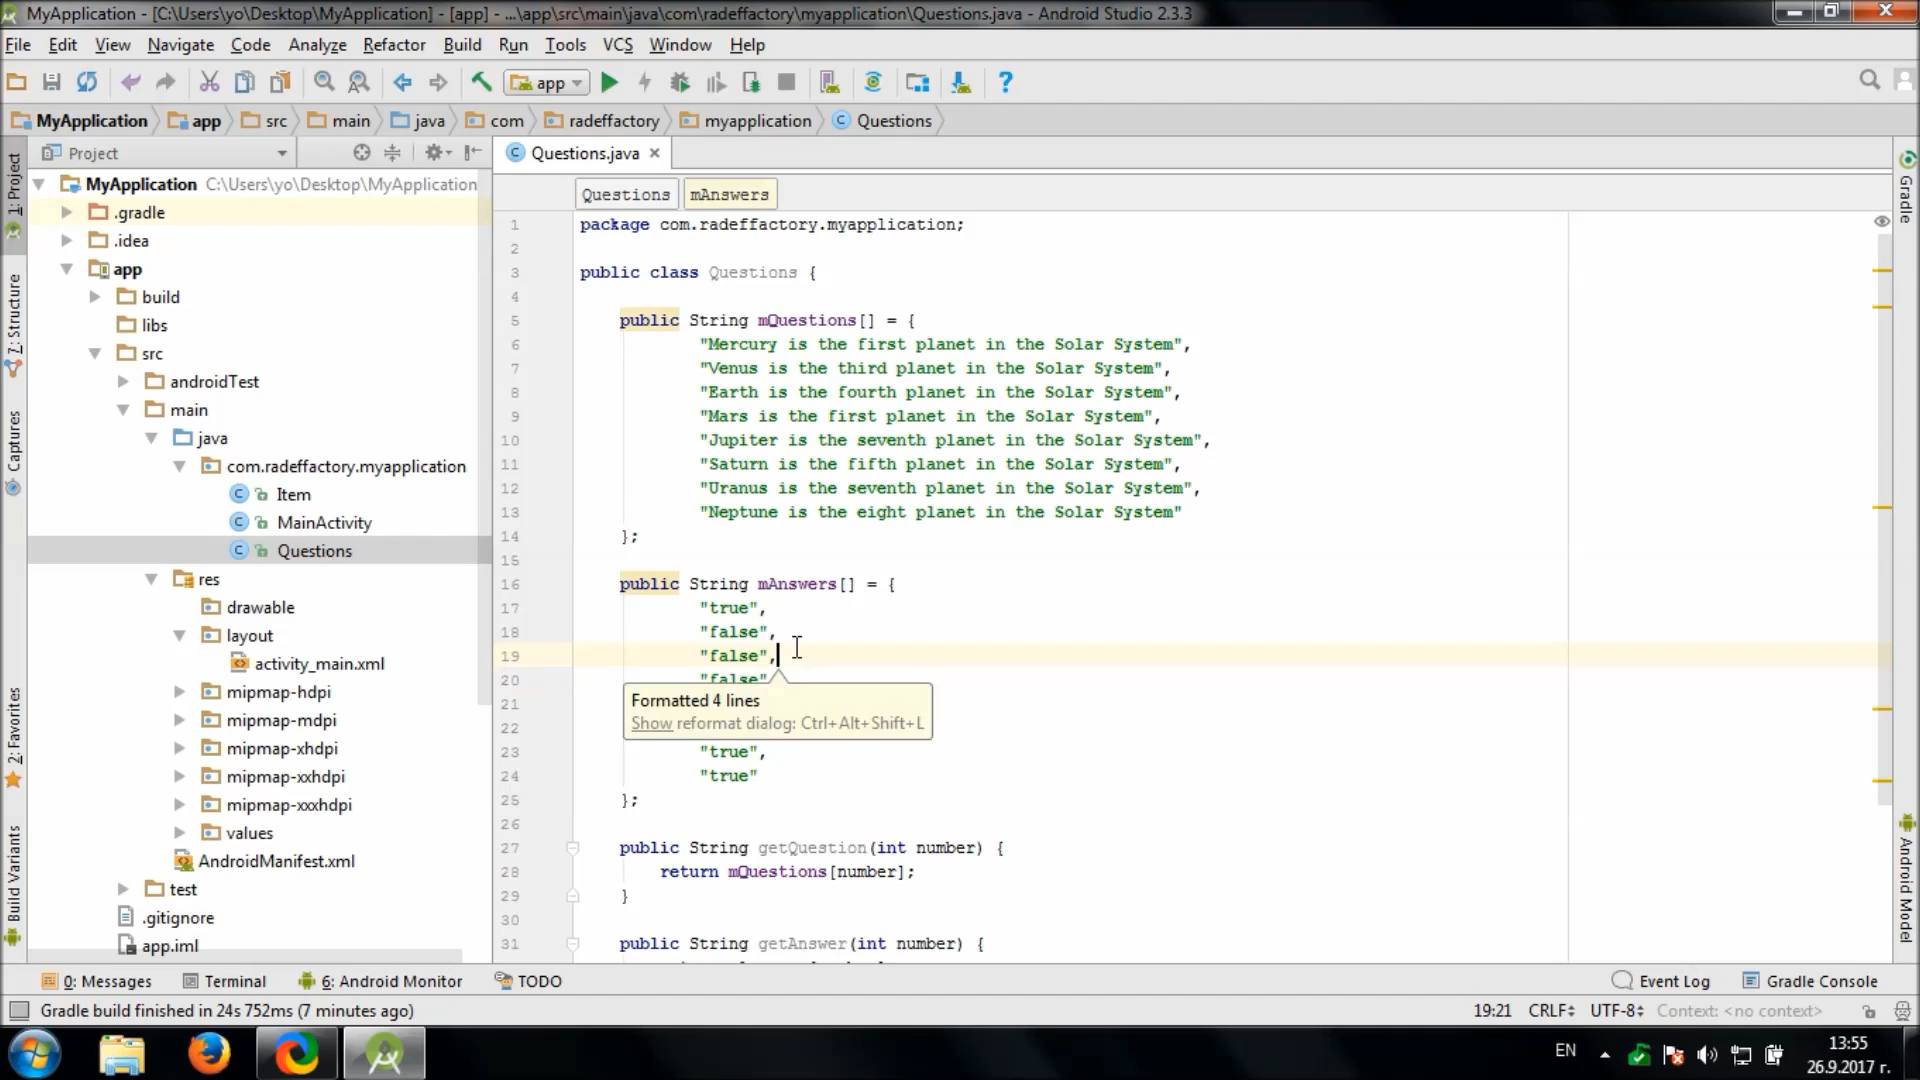 MyApplication - [C:\Users\yo\Desktop\MyApplication] - [app] - ...\app\src\main\java\com\radeffactory\myapplication\Questions.java - Android Studio 2.3.3
File Edit View Navigate Code Analyze Refactor Build Run Tools VCS Window Help
app
MyApplication app src main java com radeffactory myapplication Questions
Project
Questions.java
Questions mAnswers
1: Project
7: Structure
Captures
2: Favorites
Build Variants
Gradle
Android Model
MyApplication C:\Users\yo\Desktop\MyApplication
.gradle
.idea
app
build
libs
src
androidTest
main
java
com.radeffactory.myapplication
Item
MainActivity
Questions
res
drawable
layout
activity_main.xml
mipmap-hdpi
mipmap-mdpi
mipmap-xhdpi
mipmap-xxhdpi
mipmap-xxxhdpi
values
AndroidManifest.xml
test
.gitignore
app.iml
1 package com.radeffactory.myapplication;
2
3 public class Questions {
4
5 public String mQuestions[] = {
6 "Mercury is the first planet in the Solar System",
7 "Venus is the third planet in the Solar System",
8 "Earth is the fourth planet in the Solar System",
9 "Mars is the first planet in the Solar System",
10 "Jupiter is the seventh planet in the Solar System",
11 "Saturn is the fifth planet in the Solar System",
12 "Uranus is the seventh planet in the Solar System",
13 "Neptune is the eight planet in the Solar System"
14 };
15
16 public String mAnswers[] = {
17 "true",
18 "false",
19 "false",
20 "false"
21
22
23 "true",
24 "true"
25 };
26
27 public String getQuestion(int number) {
28 return mQuestions[number];
29 }
30
31 public String getAnswer(int number) {
Formatted 4 lines
Show reformat dialog: Ctrl+Alt+Shift+L
0: Messages Terminal 6: Android Monitor TODO Event Log Gradle Console
Gradle build finished in 24s 752ms (7 minutes ago) 19:21 CRLF UTF-8 Context: <no context>
EN
13:55
26.9.2017 г.